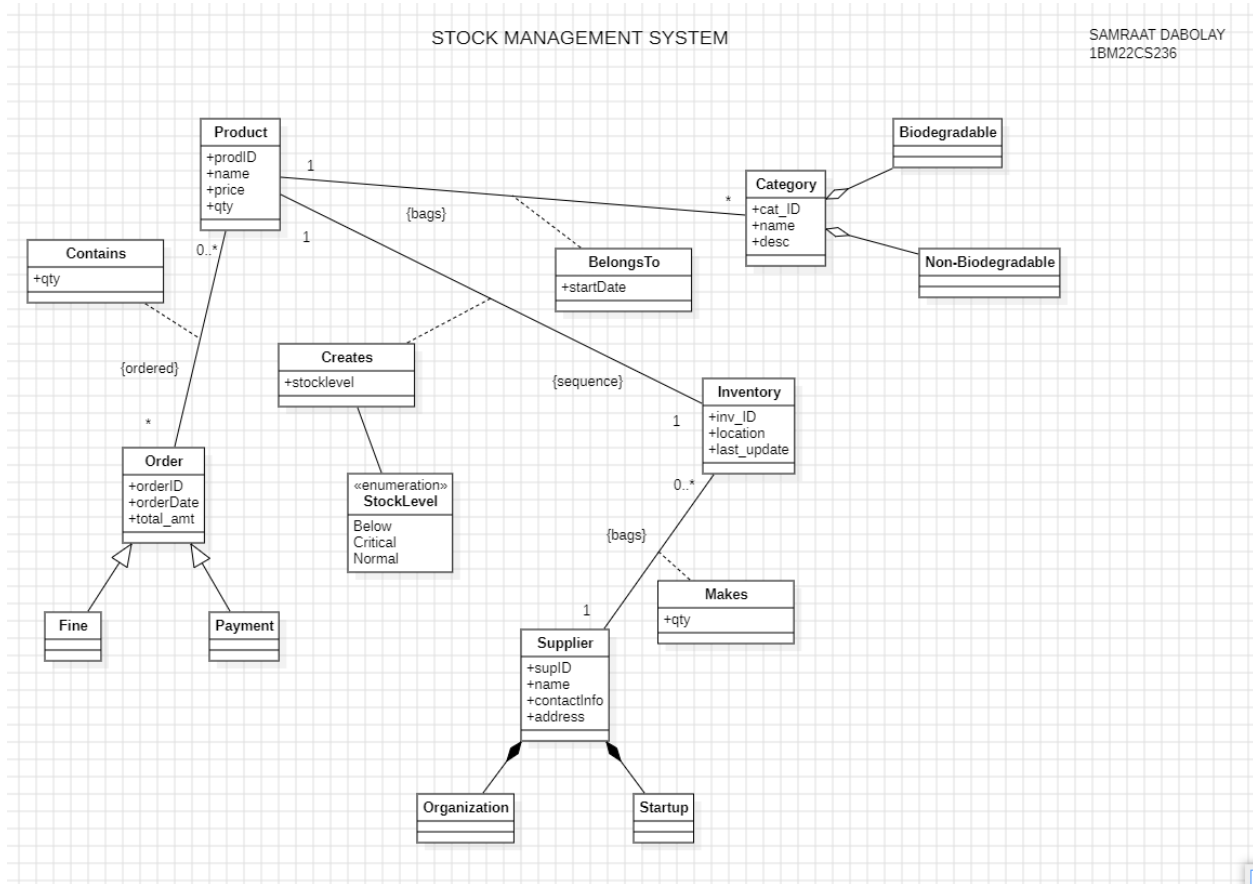 STOCK MANAGEMENT SYSTEM
SAMRAAT DABOLAY
1BM22CS236
Product
+prodID
+name
+price
+qty
1
1
0..*
{bags}
*
Category
+cat_ID
+name
+desc
Biodegradable
Non-Biodegradable
BelongsTo
+startDate
Contains
+qty
{ordered}
*
Creates
+stocklevel
{sequence}
1
Inventory
+inv_ID
+location
+last_update
0..*
Order
+orderID
+orderDate
+total_amt
«enumeration»
StockLevel
Below
Critical
Normal
{bags}
1
Makes
+qty
Fine
Payment
Supplier
+supID
+name
+contactInfo
+address
Organization
Startup